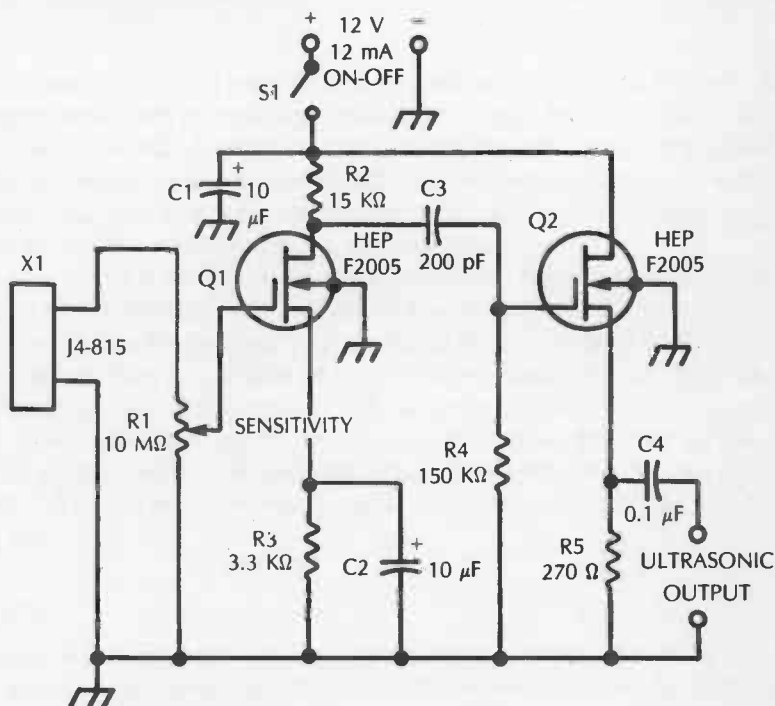 + 12 V −
12 mA
ON-OFF
S1
R2
15 KΩ
C3
200 pF
C1
+
10
μF
HEP
F2005
Q1
Q2
HEP
F2005
X1
J4-815
R1
10 MΩ
SENSITIVITY
R4
150 KΩ
C4
0.1 μF
R3
3.3 KΩ
C2
+
10 μF
R5
270 Ω
ULTRASONIC
OUTPUT